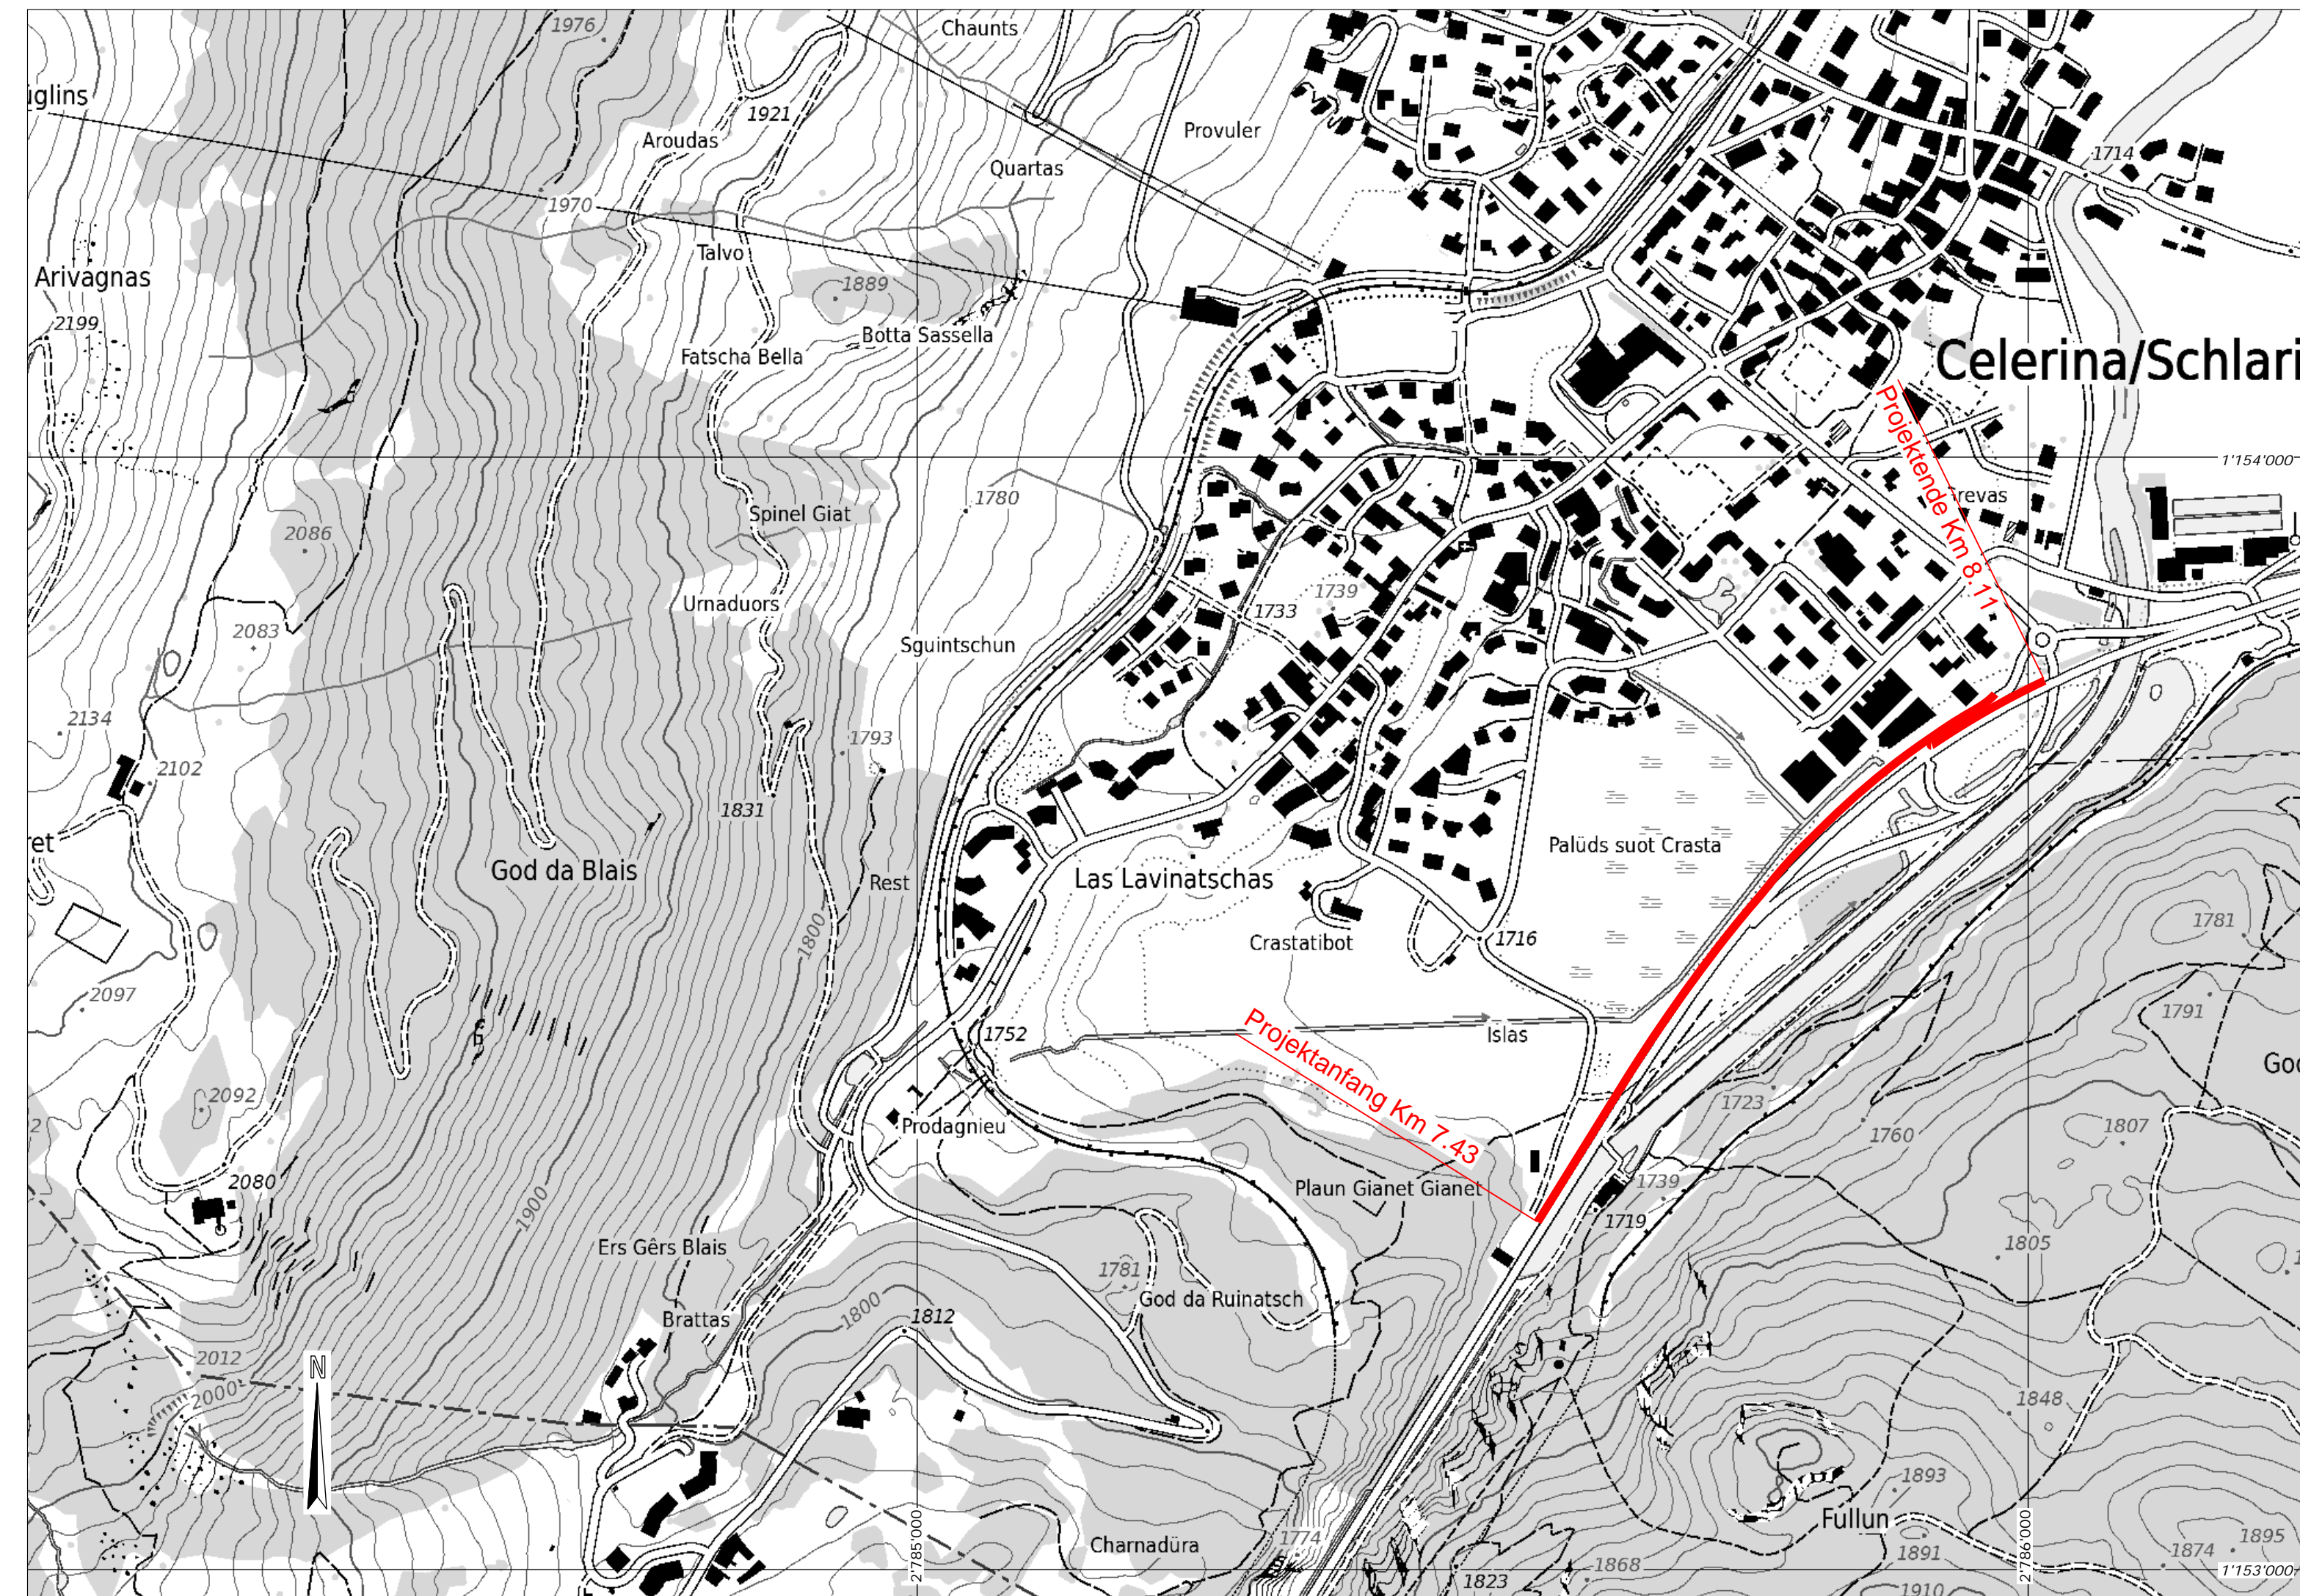 1976
Chaunts
1921
Provuler
Aroudas
1714
Quartas
1970
Talvo
Arivagnas
1889
2199
Botta Sassella
Fatscha Bella
Celerina/Schlari
Projektende Km 8.11
1'154'000
1780
Spinel Giat
2086
1739
Urnaduors
1733
2083
Sguintschun
2134
1793
2102
1831
Palüds suot Crasta
God da Blais
Las Lavinatschas
Rest
1781
1800
Crastatibot
1716
2097
1791
1752
Islas
Projektanfang Km 7.43
2092
1723
Prodagnieu
1760
1807
2080
Plaun Gianet Gianet
1739
1900
1719
Ers Gêrs Blais
1805
1781
God da Ruinatsch
1800
1812
Brattas
2012
N
2000
1848
1893
Fullun
2'785'000
2'786'000
1774
Charnadüra
1895
1891
1874
1868
1'153'000
1823
1910